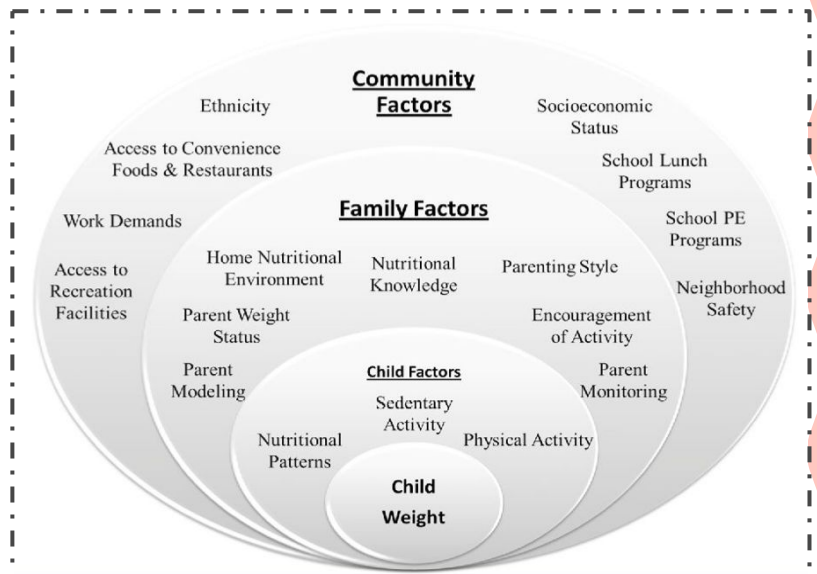 Community
Factors
Ethnicity
Socioeconomic
Status
Access to Convenience
Foods & Restaurants
School Lunch
Programs
Work Demands
School PE
Programs
Access to
Recreation
Facilities
Neighborhood
Safety
Family Factors
Home Nutritional
Environment
Nutritional
Knowledge
Parenting Style
Parent Weight
Status
Encouragement
of Activity
Parent
Modeling
Parent
Monitoring
Child Factors
Sedentary
Activity
Nutritional
Patterns
Physical Activity
Child
Weight